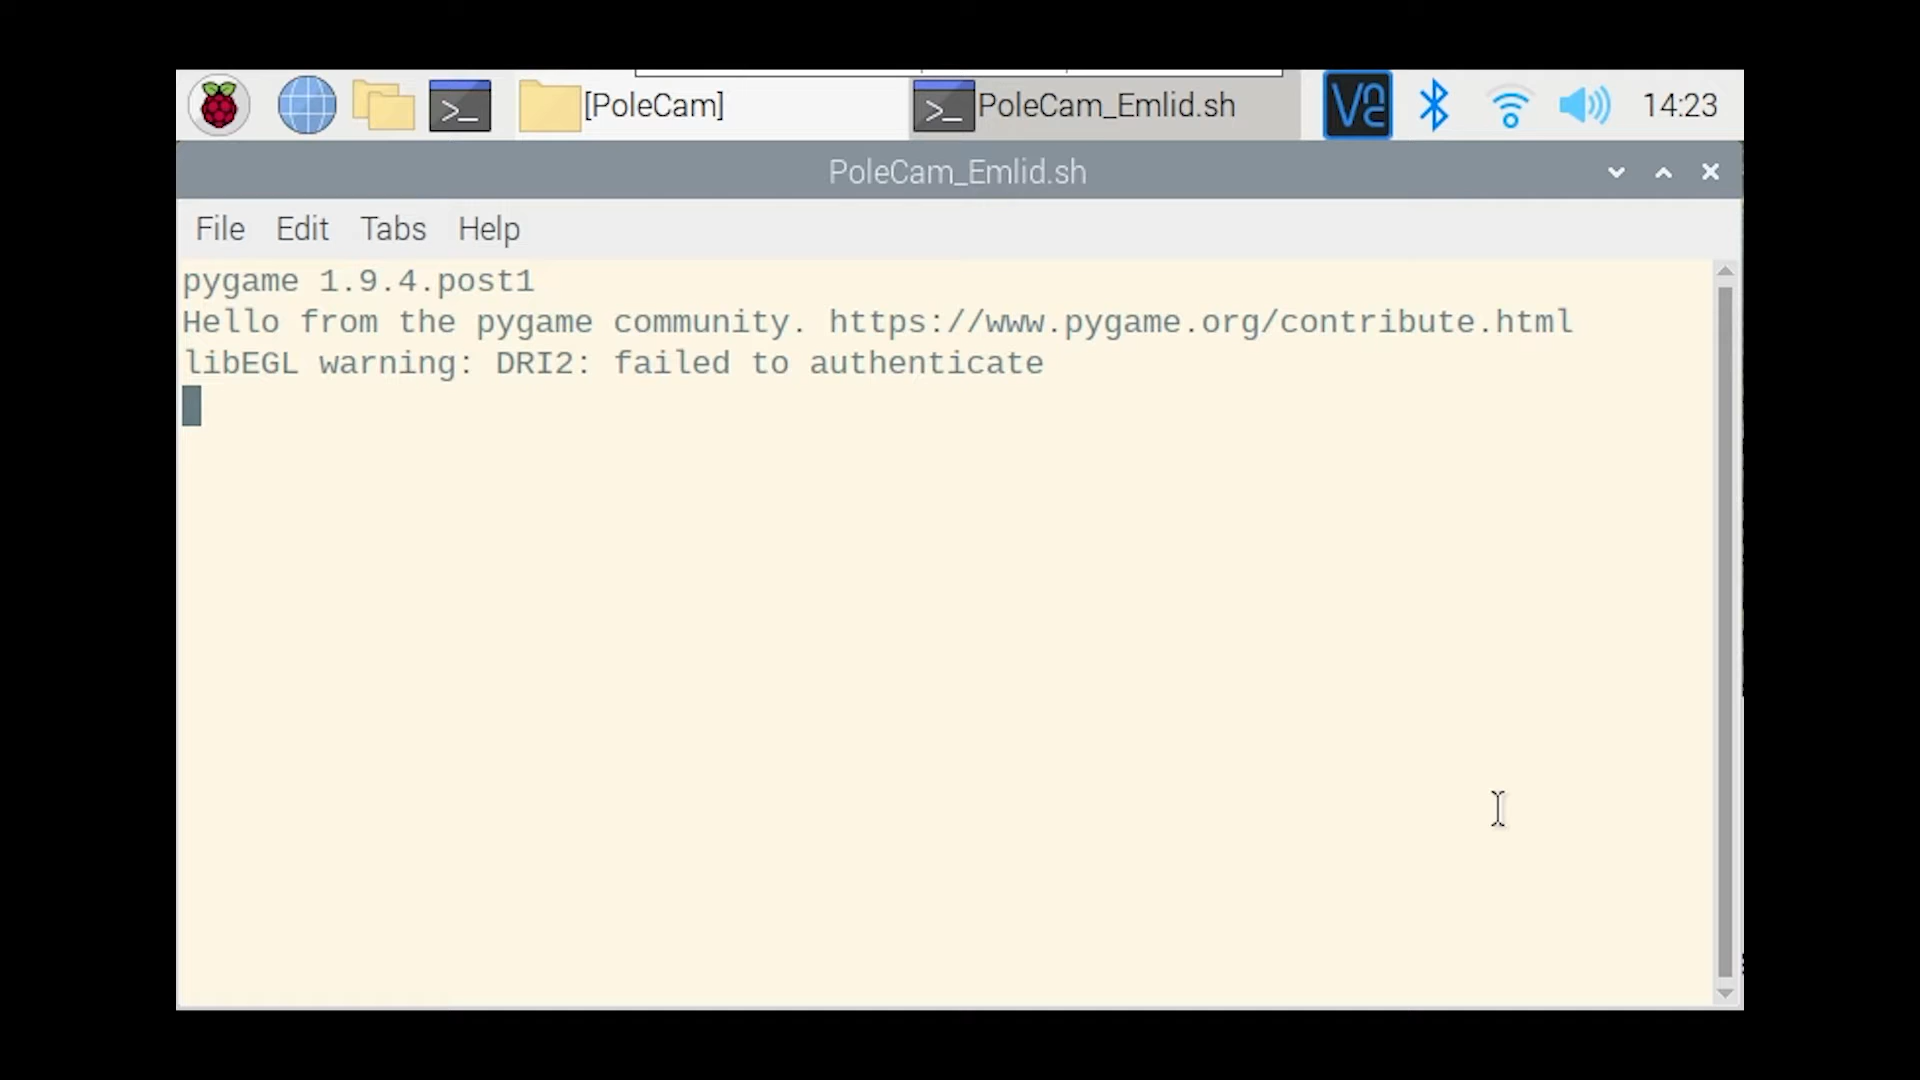 [PoleCam]
PoleCam_Emlid.sh
14:23
PoleCam_Emlid.sh
File Edit Tabs Help
pygame 1.9.4.post1
Hello from the pygame community. https://www.pygame.org/contribute.html
libEGL warning: DRI2: failed to authenticate